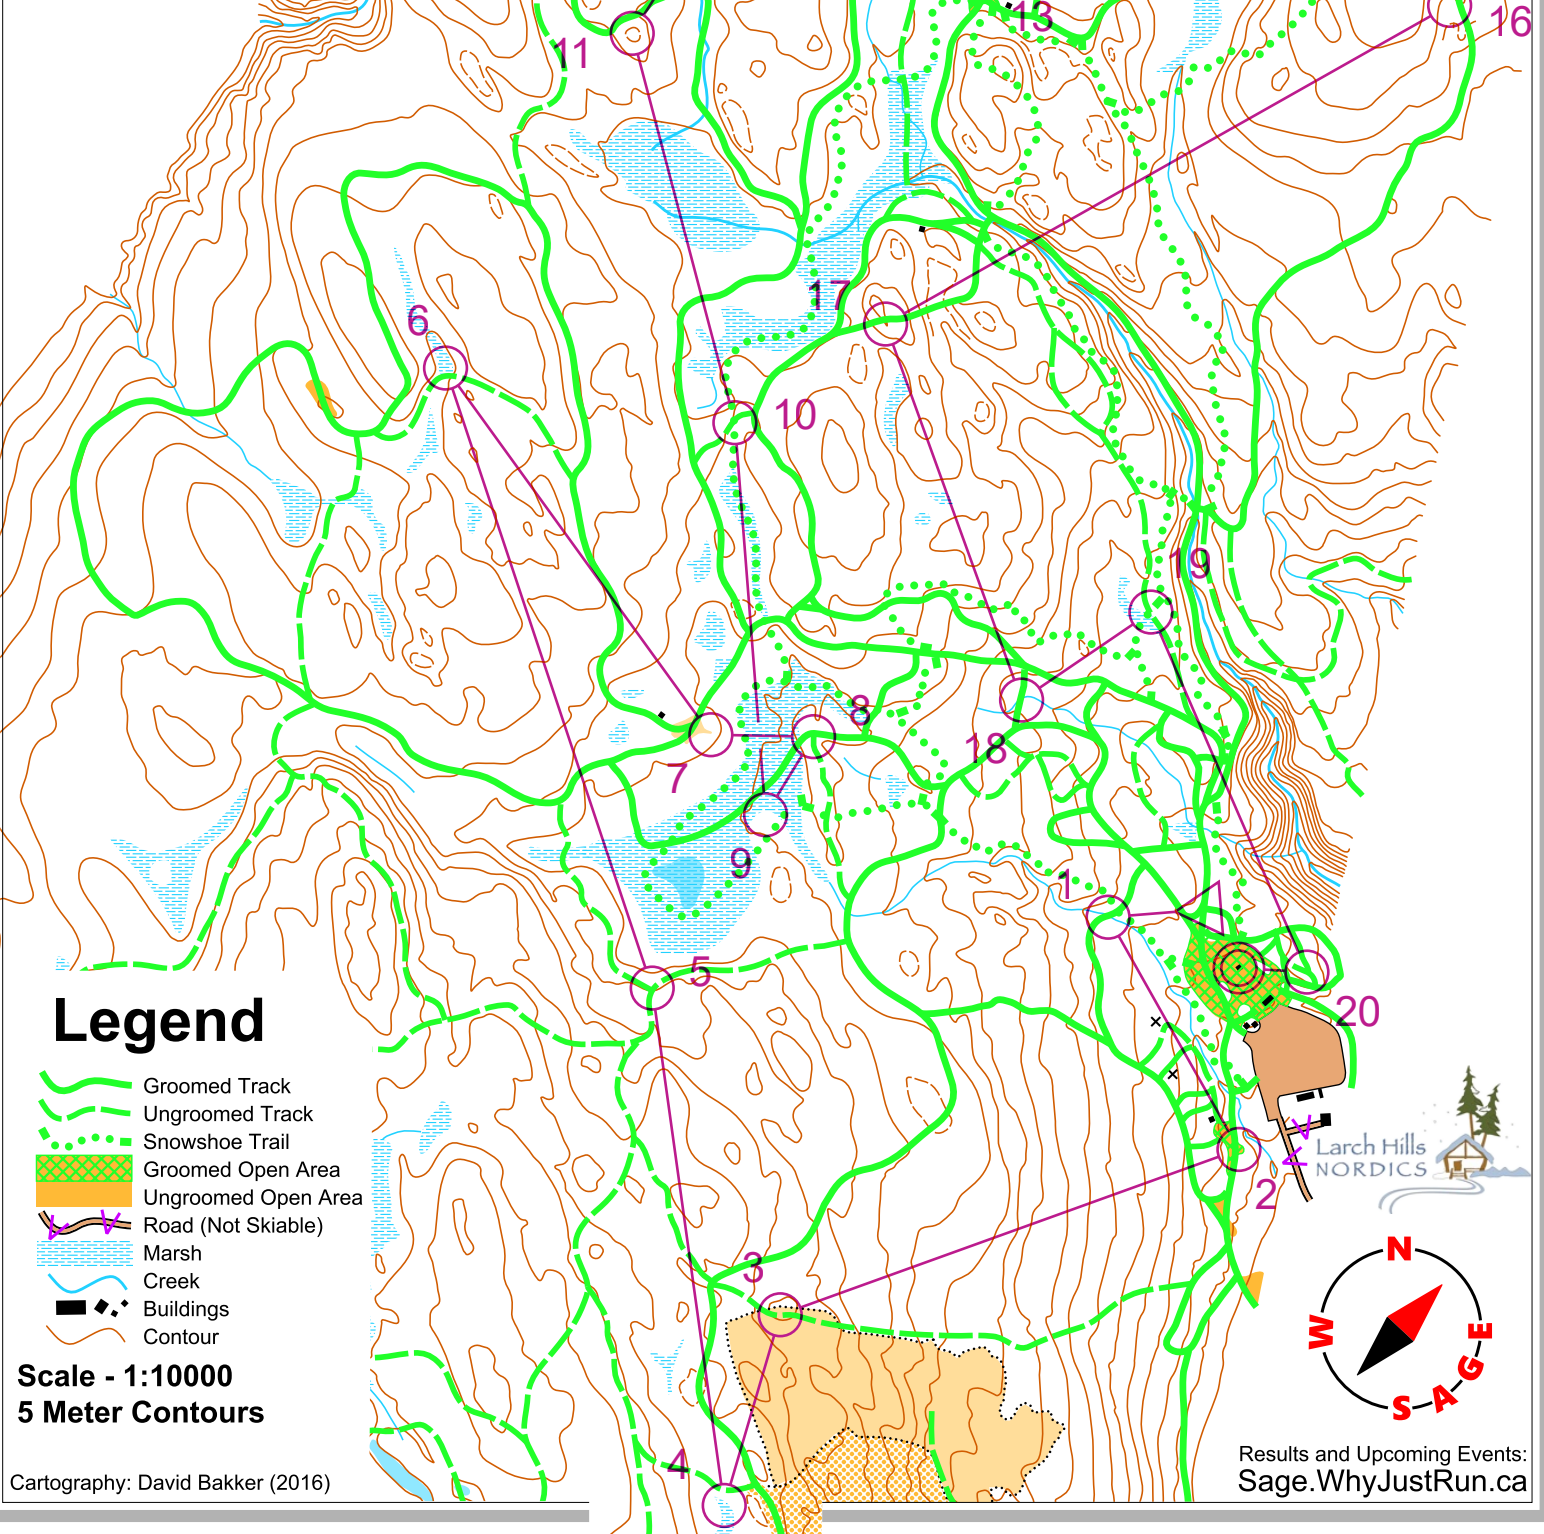 13
16
11
17
6
10
19
8
18
7
9
1
5
20
2
3
4
Legend
Groomed Track
Ungroomed Track
Snowshoe Trail
Groomed Open Area
Ungroomed Open Area
Road (Not Skiable)
Marsh
Creek
Buildings
Contour
Scale - 1:10000
5 Meter Contours
Cartography: David Bakker (2016)
Larch Hills
NORDICS
N
W
E
S A G E
Results and Upcoming Events:
Sage.WhyJustRun.ca